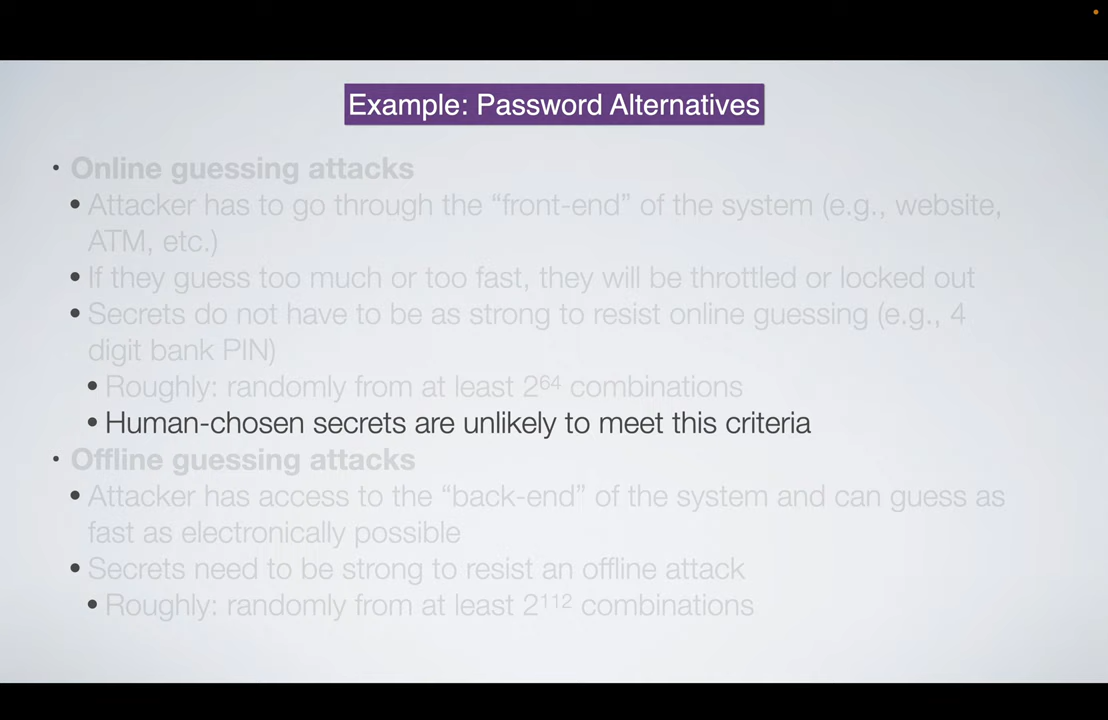 Example: Password Alternatives
• Online guessing attacks
• Attacker has to go through the “front-end” of the system (e.g., website,
ATM, etc.)
• If they guess too much or too fast, they will be throttled or locked out
• Secrets do not have to be as strong to resist online guessing (e.g., 4
digit bank PIN)
• Roughly: randomly from at least 2⁶⁴ combinations
• Human-chosen secrets are unlikely to meet this criteria
• Offline guessing attacks
• Attacker has access to the “back-end” of the system and can guess as
fast as electronically possible
• Secrets need to be strong to resist an offline attack
• Roughly: randomly from at least 2¹¹² combinations